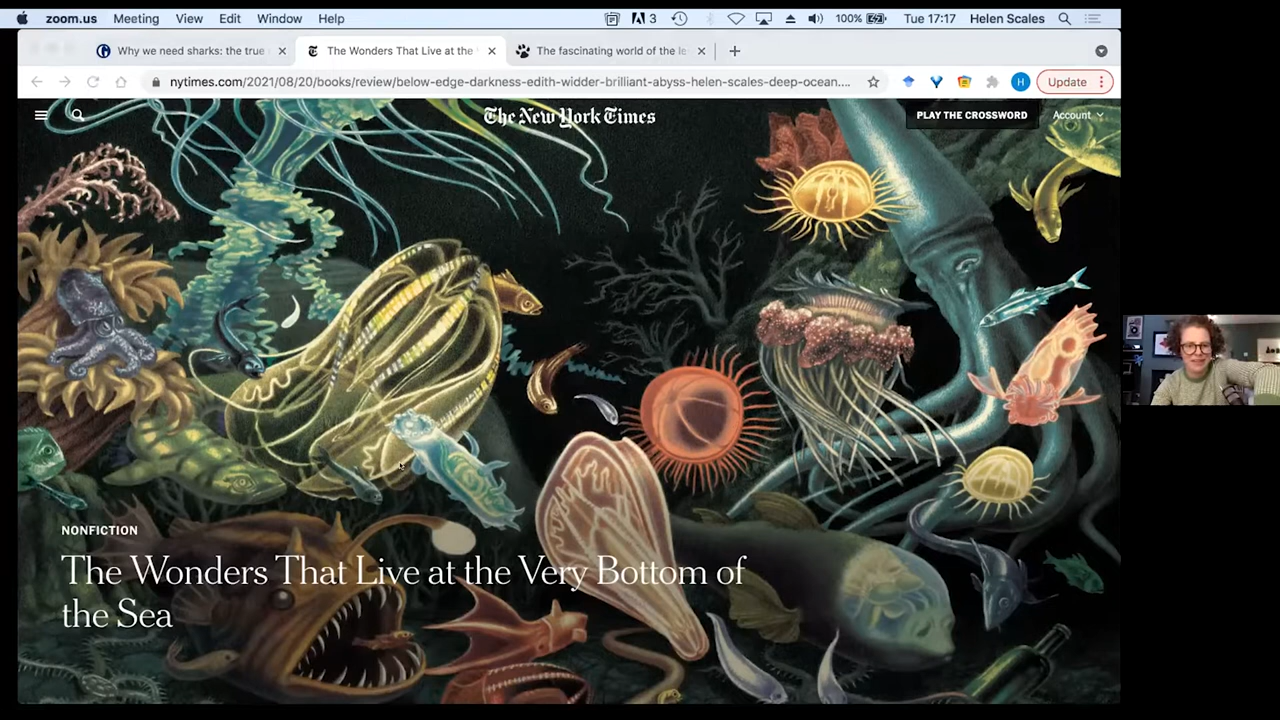 zoom.us Meeting View Edit Window Help 3 100% Tue 17:17 Helen Scales
Why we need sharks: the true The Wonders That Live at the The fascinating world of the le
nytimes.com/2021/08/20/books/review/below-edge-darkness-edith-widder-brilliant-abyss-helen-scales-deep-ocean.... H Update
The New York Times PLAY THE CROSSWORD Account
NONFICTION
The Wonders That Live at the Very Bottom of
the Sea